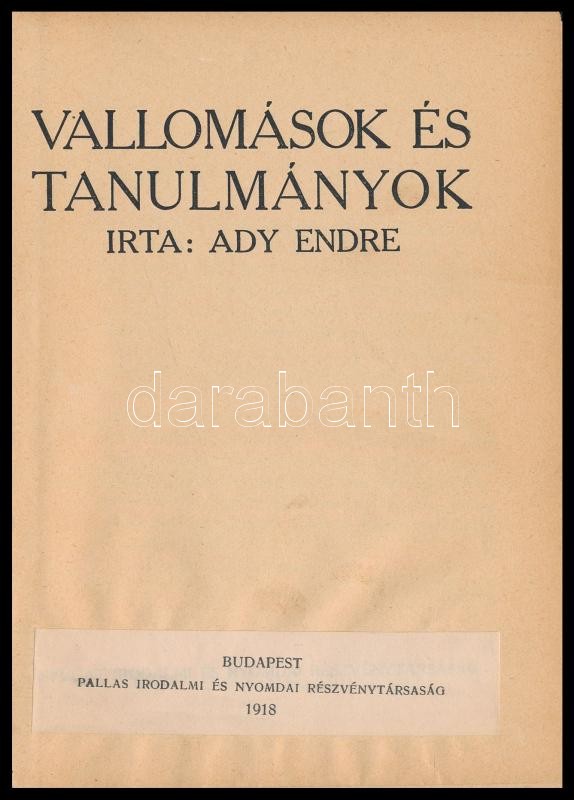 VALLOMÁSOK ÉS
TANULMÁNYOK
IRTA: ADY ENDRE
darabanth
BUDAPEST
PALLAS IRODALMI ÉS NYOMDAI RÉSZVÉNYTÁRSASÁG
1918